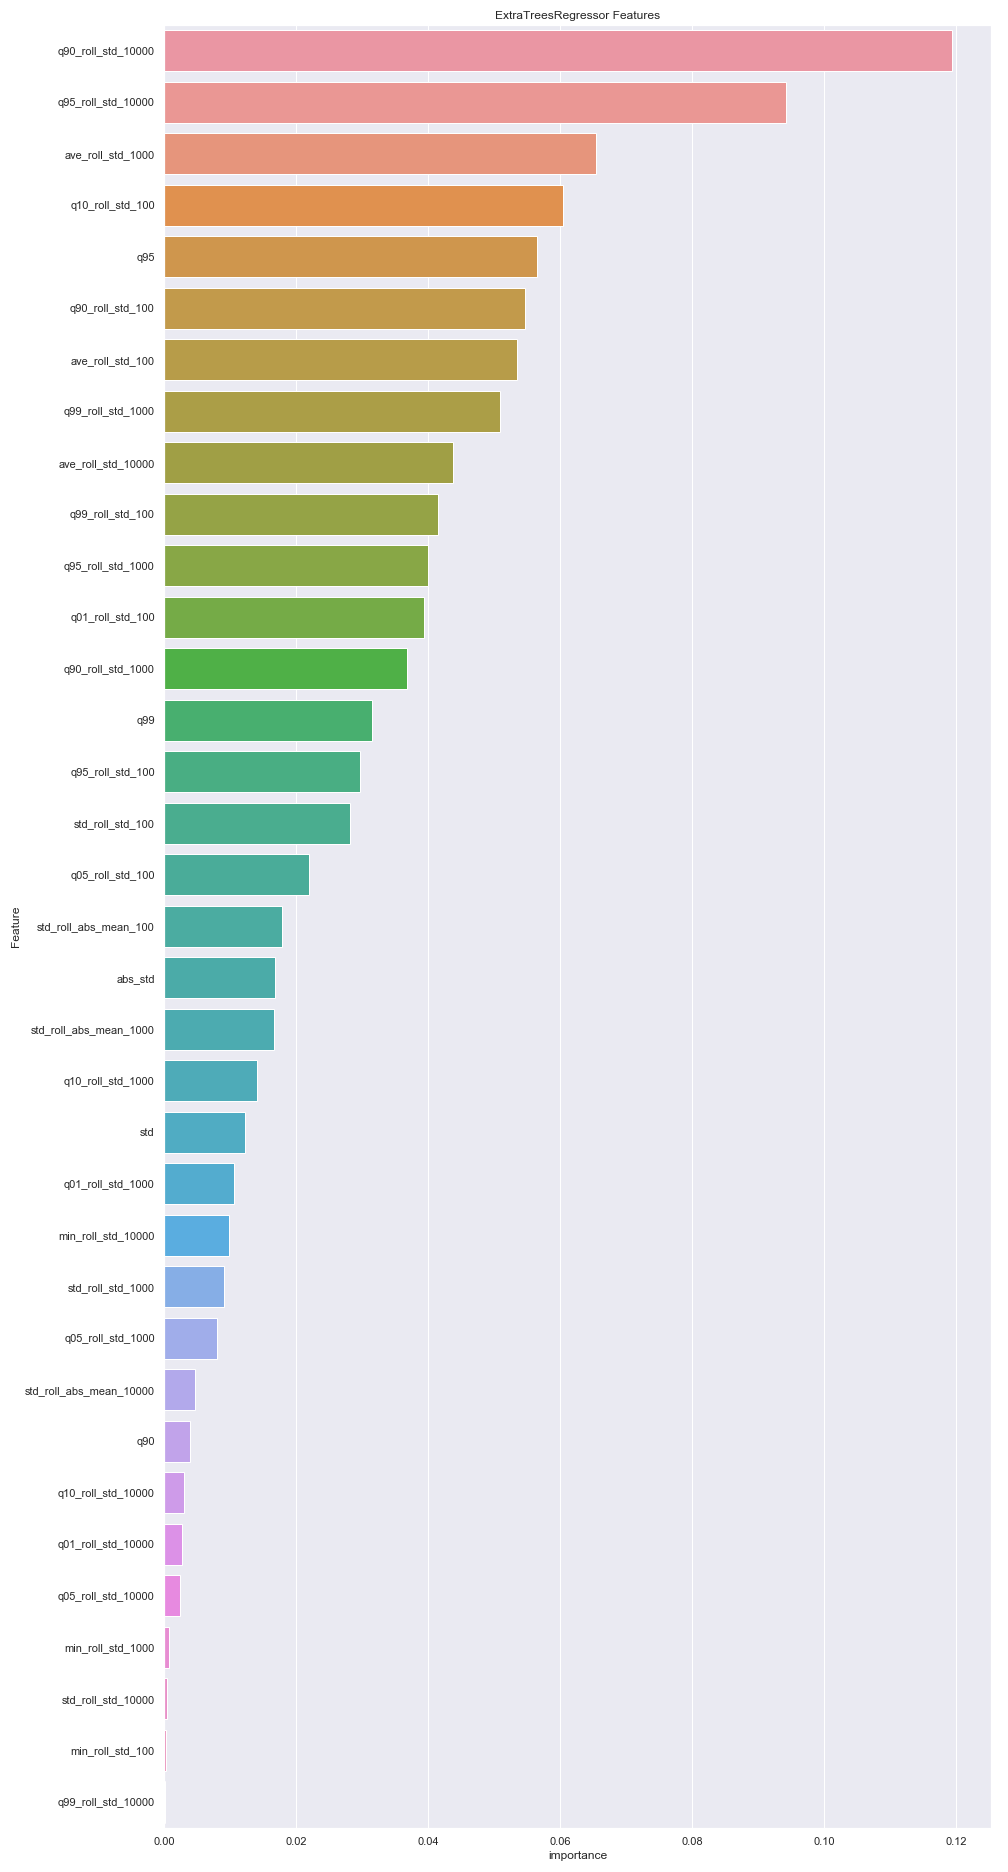 ExtraTreesRegressor Features
q90_roll_std_10000
q95_roll_std_10000
ave_roll_std_1000
q10_roll_std_100
q95
q90_roll_std_100
ave_roll_std_100
q99_roll_std_1000
ave_roll_std_10000
q99_roll_std_100
q95_roll_std_1000
q01_roll_std_100
q90_roll_std_1000
q99
q95_roll_std_100
std_roll_std_100
q05_roll_std_100
std_roll_abs_mean_100
abs_std
std_roll_abs_mean_1000
q10_roll_std_1000
std
q01_roll_std_1000
min_roll_std_10000
std_roll_std_1000
q05_roll_std_1000
std_roll_abs_mean_10000
q90
q10_roll_std_10000
q01_roll_std_10000
q05_roll_std_10000
min_roll_std_1000
std_roll_std_10000
min_roll_std_100
q99_roll_std_10000
Feature
0.00 0.02 0.04 0.06 0.08 0.10 0.12
importance